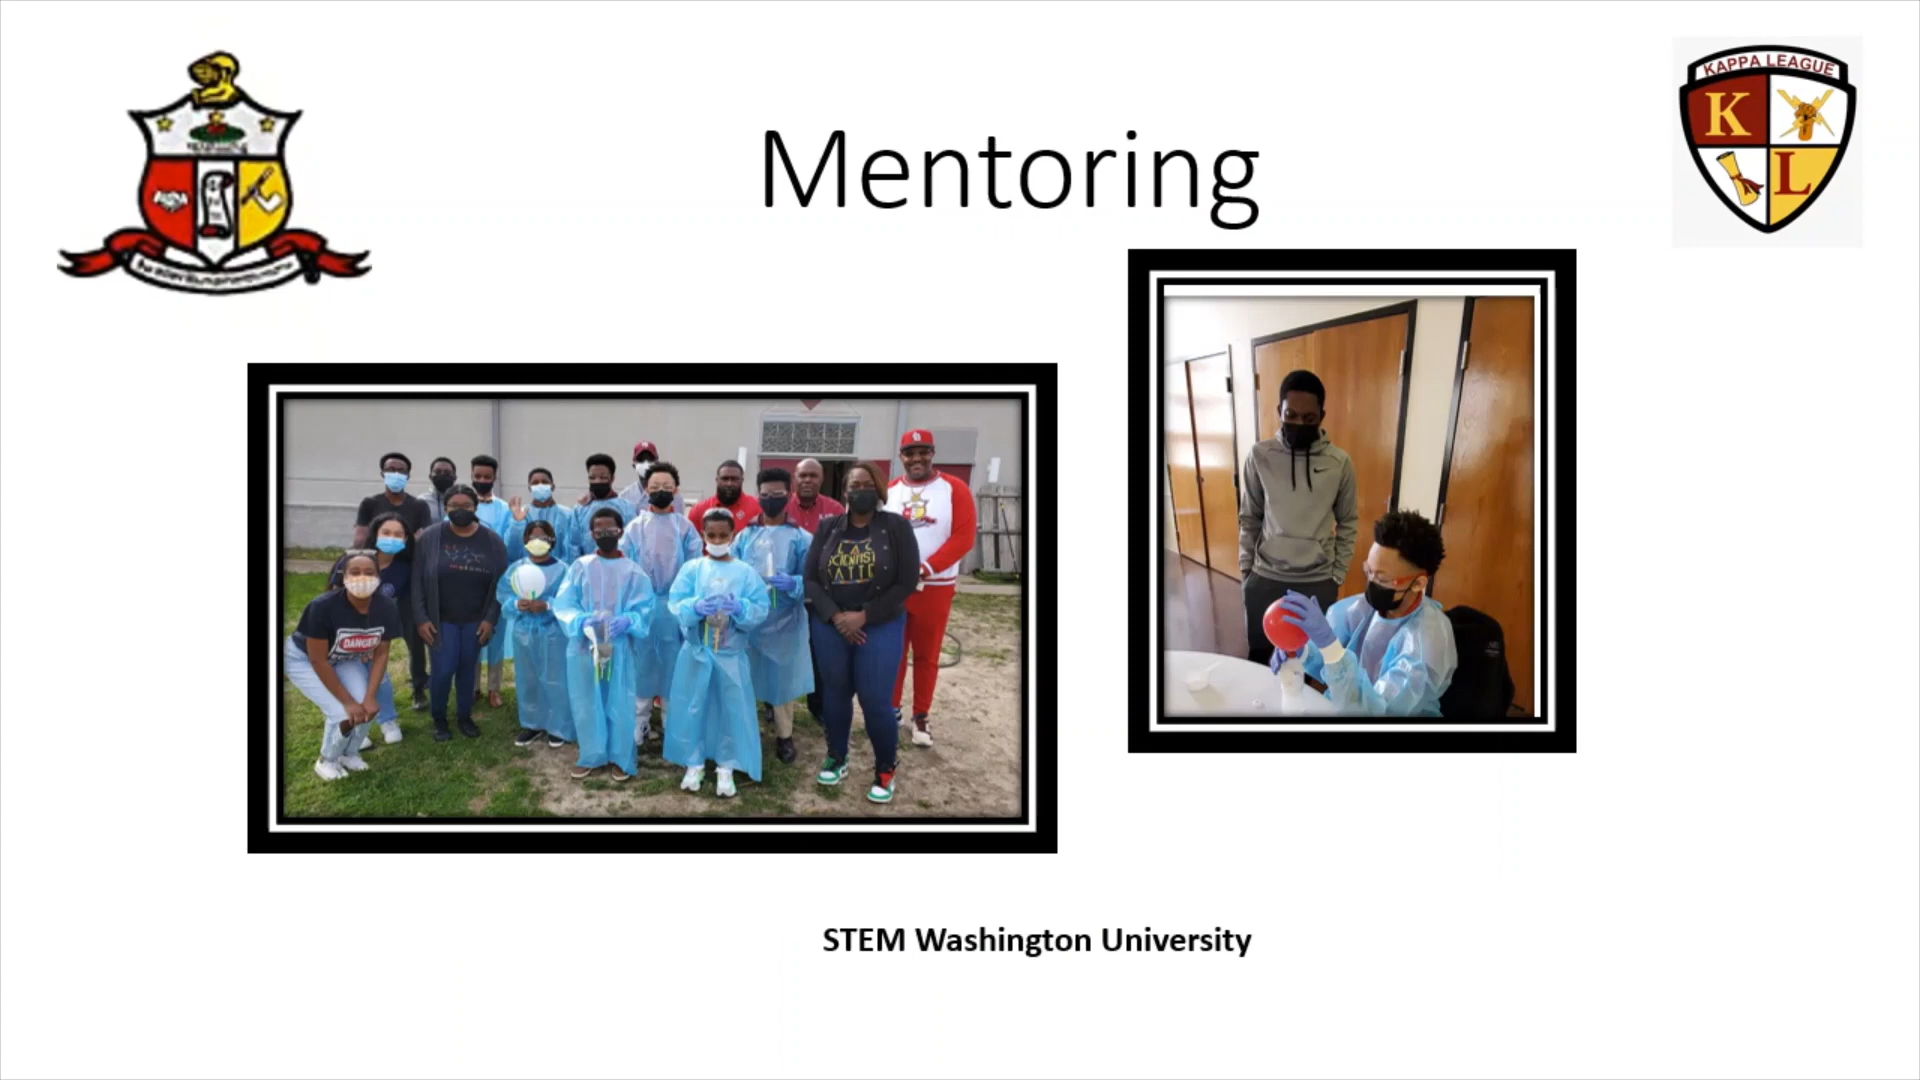 KAPPA LEAGUE
K
L
Mentoring
DANGER
STEM Washington University